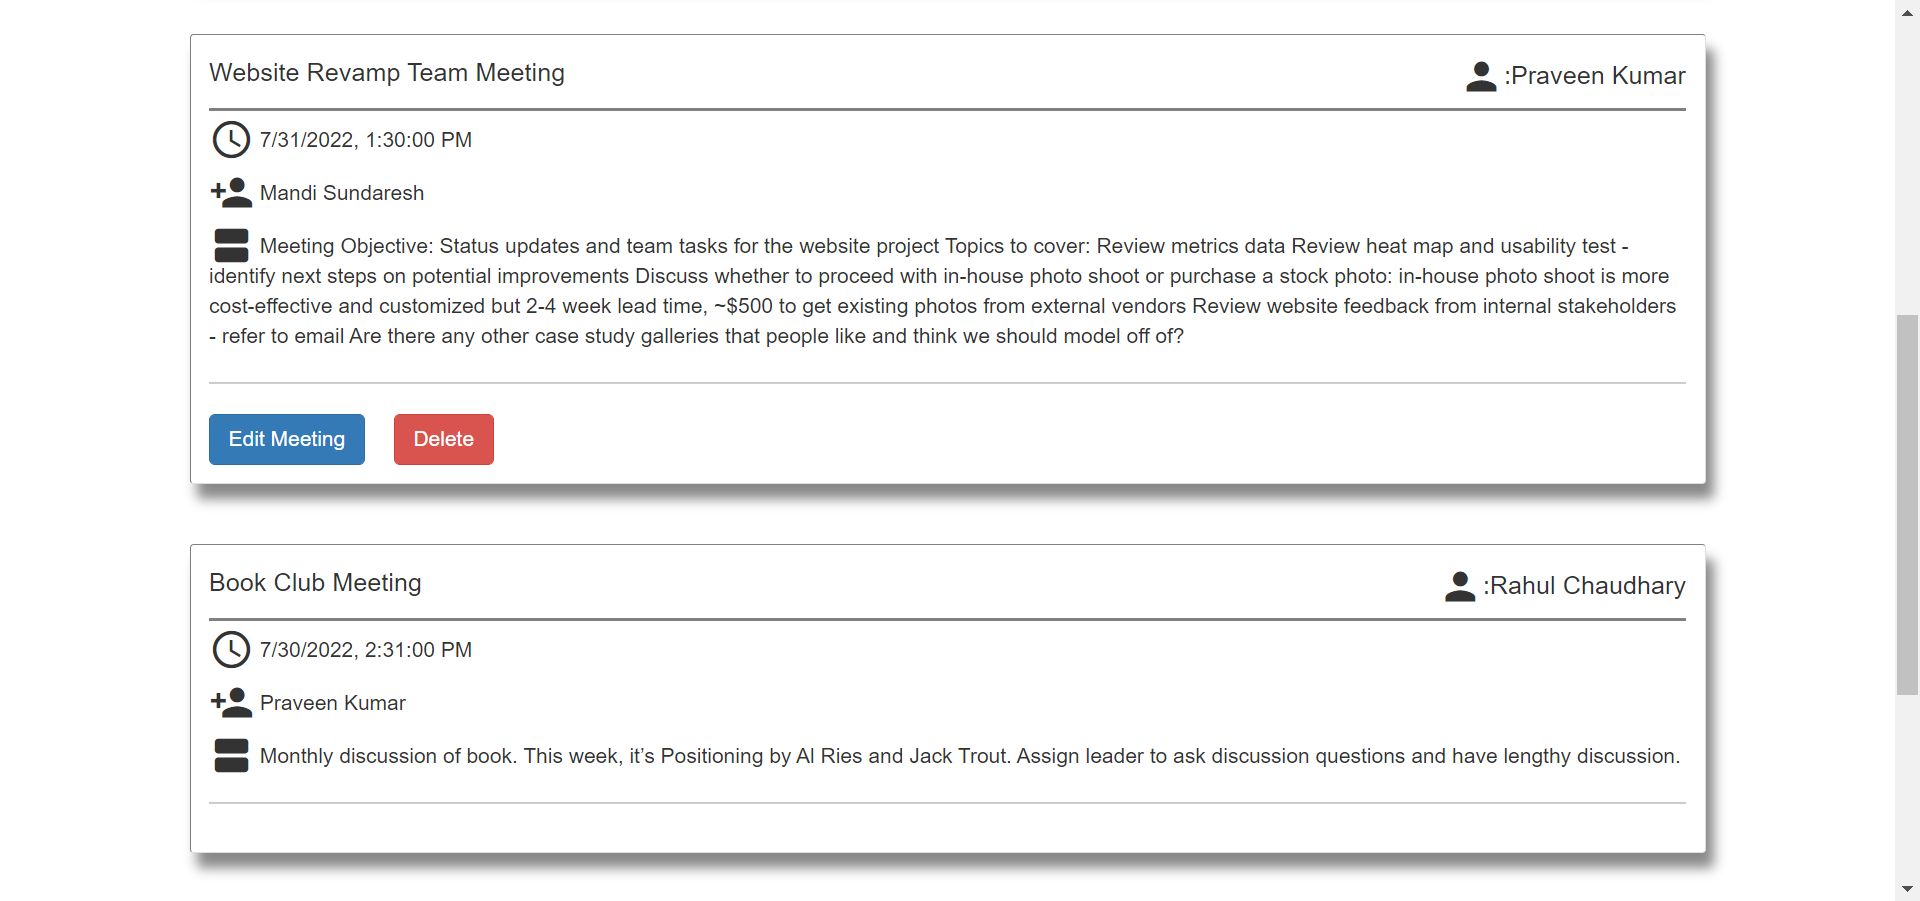 Website Revamp Team Meeting
:Praveen Kumar
7/31/2022, 1:30:00 PM
Mandi Sundaresh
Meeting Objective: Status updates and team tasks for the website project Topics to cover: Review metrics data Review heat map and usability test -
identify next steps on potential improvements Discuss whether to proceed with in-house photo shoot or purchase a stock photo: in-house photo shoot is more
cost-effective and customized but 2-4 week lead time, ~$500 to get existing photos from external vendors Review website feedback from internal stakeholders
- refer to email Are there any other case study galleries that people like and think we should model off of?
Edit Meeting
Delete
Book Club Meeting
:Rahul Chaudhary
7/30/2022, 2:31:00 PM
Praveen Kumar
Monthly discussion of book. This week, it’s Positioning by Al Ries and Jack Trout. Assign leader to ask discussion questions and have lengthy discussion.